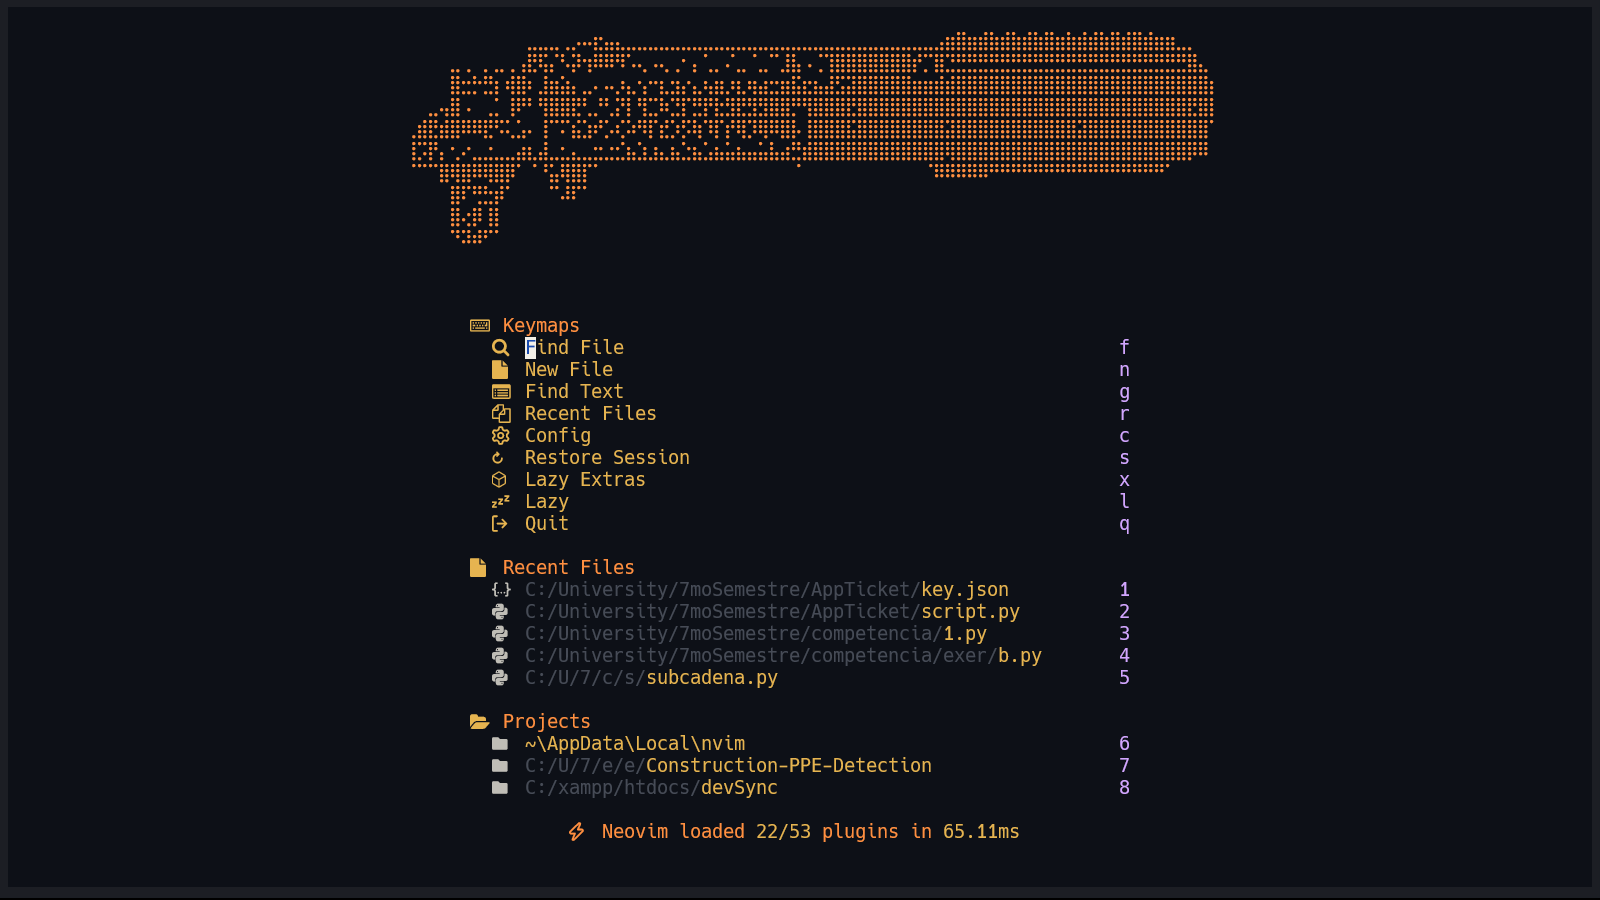 Keymaps
Find File f
New File n
Find Text g
Recent Files r
Config c
Restore Session s
Lazy Extras x
Lazy l
Quit q
Recent Files
C:/University/7moSemestre/AppTicket/key.json 1
C:/University/7moSemestre/AppTicket/script.py 2
C:/University/7moSemestre/competencia/1.py 3
C:/University/7moSemestre/competencia/exer/b.py 4
C:/U/7/c/s/subcadena.py 5
Projects
~\AppData\Local\nvim 6
C:/U/7/e/e/Construction-PPE-Detection 7
C:/xampp/htdocs/devSync 8
Neovim loaded 22/53 plugins in 65.11ms